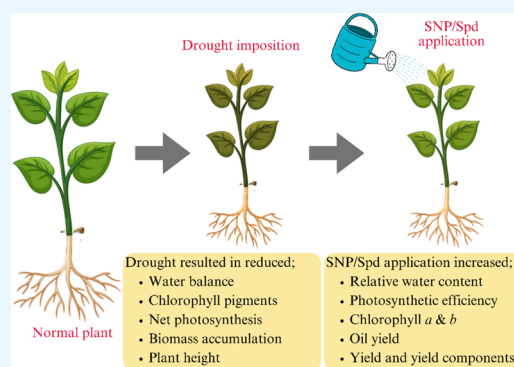 Drought imposition
SNP/Spd
application
Normal plant
Drought resulted in reduced;
• Water balance
• Chlorophyll pigments
• Net photosynthesis
• Biomass accumulation
• Plant height
SNP/Spd application increased;
• Relative water content
• Photosynthetic efficiency
• Chlorophyll a & b
• Oil yield
• Yield and yield components